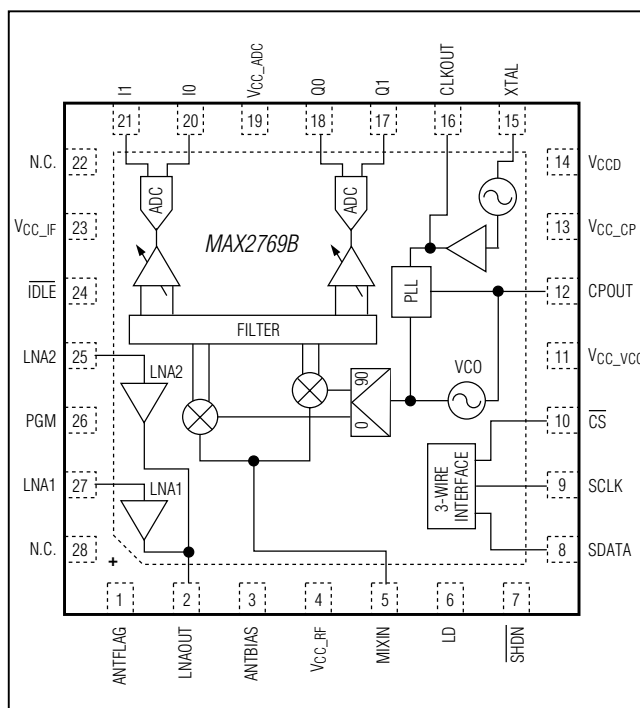 I1
I0
VCC_ADC
Q0
Q1
CLKOUT
XTAL
21
20
19
18
17
16
15
N.C.
22
VCC_IF
23
IDLE
24
LNA2
25
PGM
26
LNA1
27
N.C.
28
14
VCCD
13
VCC_CP
12
CPOUT
11
VCC_VCO
10
CS
9
SCLK
8
SDATA
ADC
ADC
MAX2769B
PLL
FILTER
LNA2
90
0
VCO
3-WIRE
INTERFACE
LNA1
+
1
2
3
4
5
6
7
ANTFLAG
LNAOUT
ANTBIAS
VCC_RF
MIXIN
LD
SHDN